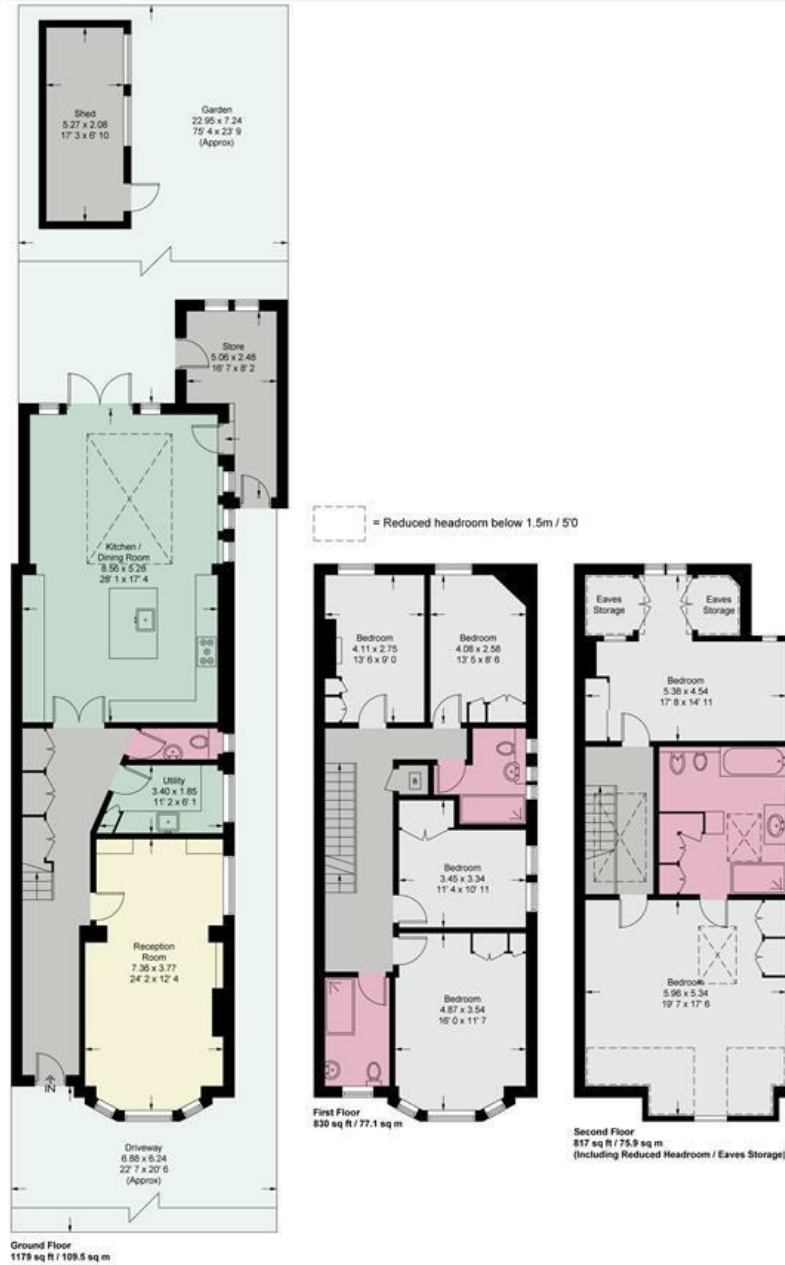 Shed
5.27 x 2.08
17' 3 x 6' 10
Garden
22.95 x 7.24
75' 4 x 23' 9
(Approx)
Store
5.06 x 2.48
16' 7 x 8' 2
Kitchen /
Dining Room
8.56 x 5.28
28' 1 x 17' 4
Utility
3.40 x 1.85
11' 2 x 6' 1
Reception
Room
7.36 x 3.77
24' 2 x 12' 4
IN
Driveway
6.88 x 6.24
22' 7 x 20' 6
(Approx)
Ground Floor
1179 sq ft / 109.5 sq m
= Reduced headroom below 1.5m / 5'0
Bedroom
4.11 x 2.75
13' 6 x 9' 0
Bedroom
4.08 x 2.56
13' 5 x 8' 6
B
Bedroom
3.45 x 3.34
11' 4 x 10' 11
Bedroom
4.87 x 3.54
16' 0 x 11' 7
First Floor
830 sq ft / 77.1 sq m
Eaves
Storage
Eaves
Storage
Bedroom
5.38 x 4.54
17' 8 x 14' 11
Bedroom
5.96 x 5.34
19' 7 x 17' 6
Second Floor
817 sq ft / 75.9 sq m
(Including Reduced Headroom / Eaves Storage)